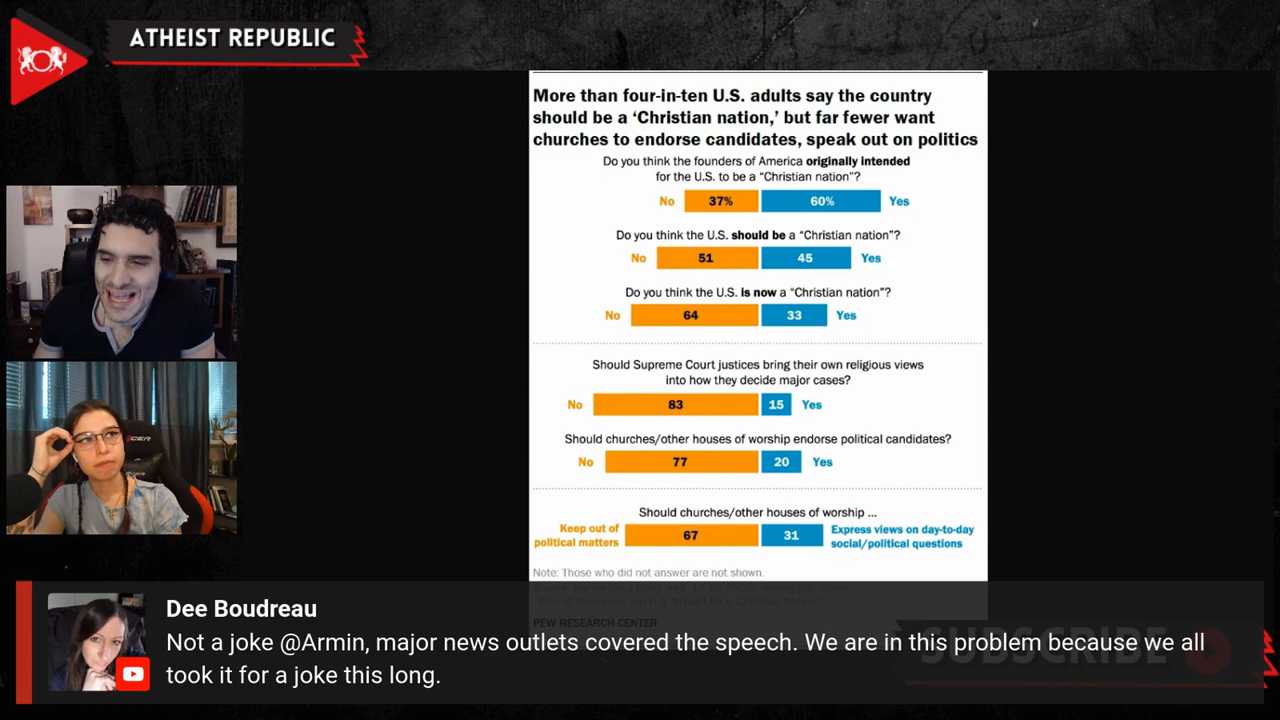 ATHEIST REPUBLIC
More than four-in-ten U.S. adults say the country
should be a ‘Christian nation,’ but far fewer want
churches to endorse candidates, speak out on politics
Do you think the founders of America originally intended
for the U.S. to be a “Christian nation”?
No 37% 60% Yes
Do you think the U.S. should be a “Christian nation”?
No 51 45 Yes
Do you think the U.S. is now a “Christian nation”?
No 64 33 Yes
Should Supreme Court justices bring their own religious views
into how they decide major cases?
No 83 15 Yes
Should churches/other houses of worship endorse political candidates?
No 77 20 Yes
Should churches/other houses of worship ...
Keep out of
political matters
67 31
Express views on day-to-day
social/political questions
Note: Those who did not answer are not shown.
PEW RESEARCH CENTER
SUBSCRIBE
Dee Boudreau
Not a joke @Armin, major news outlets covered the speech. We are in this problem because we all
took it for a joke this long.